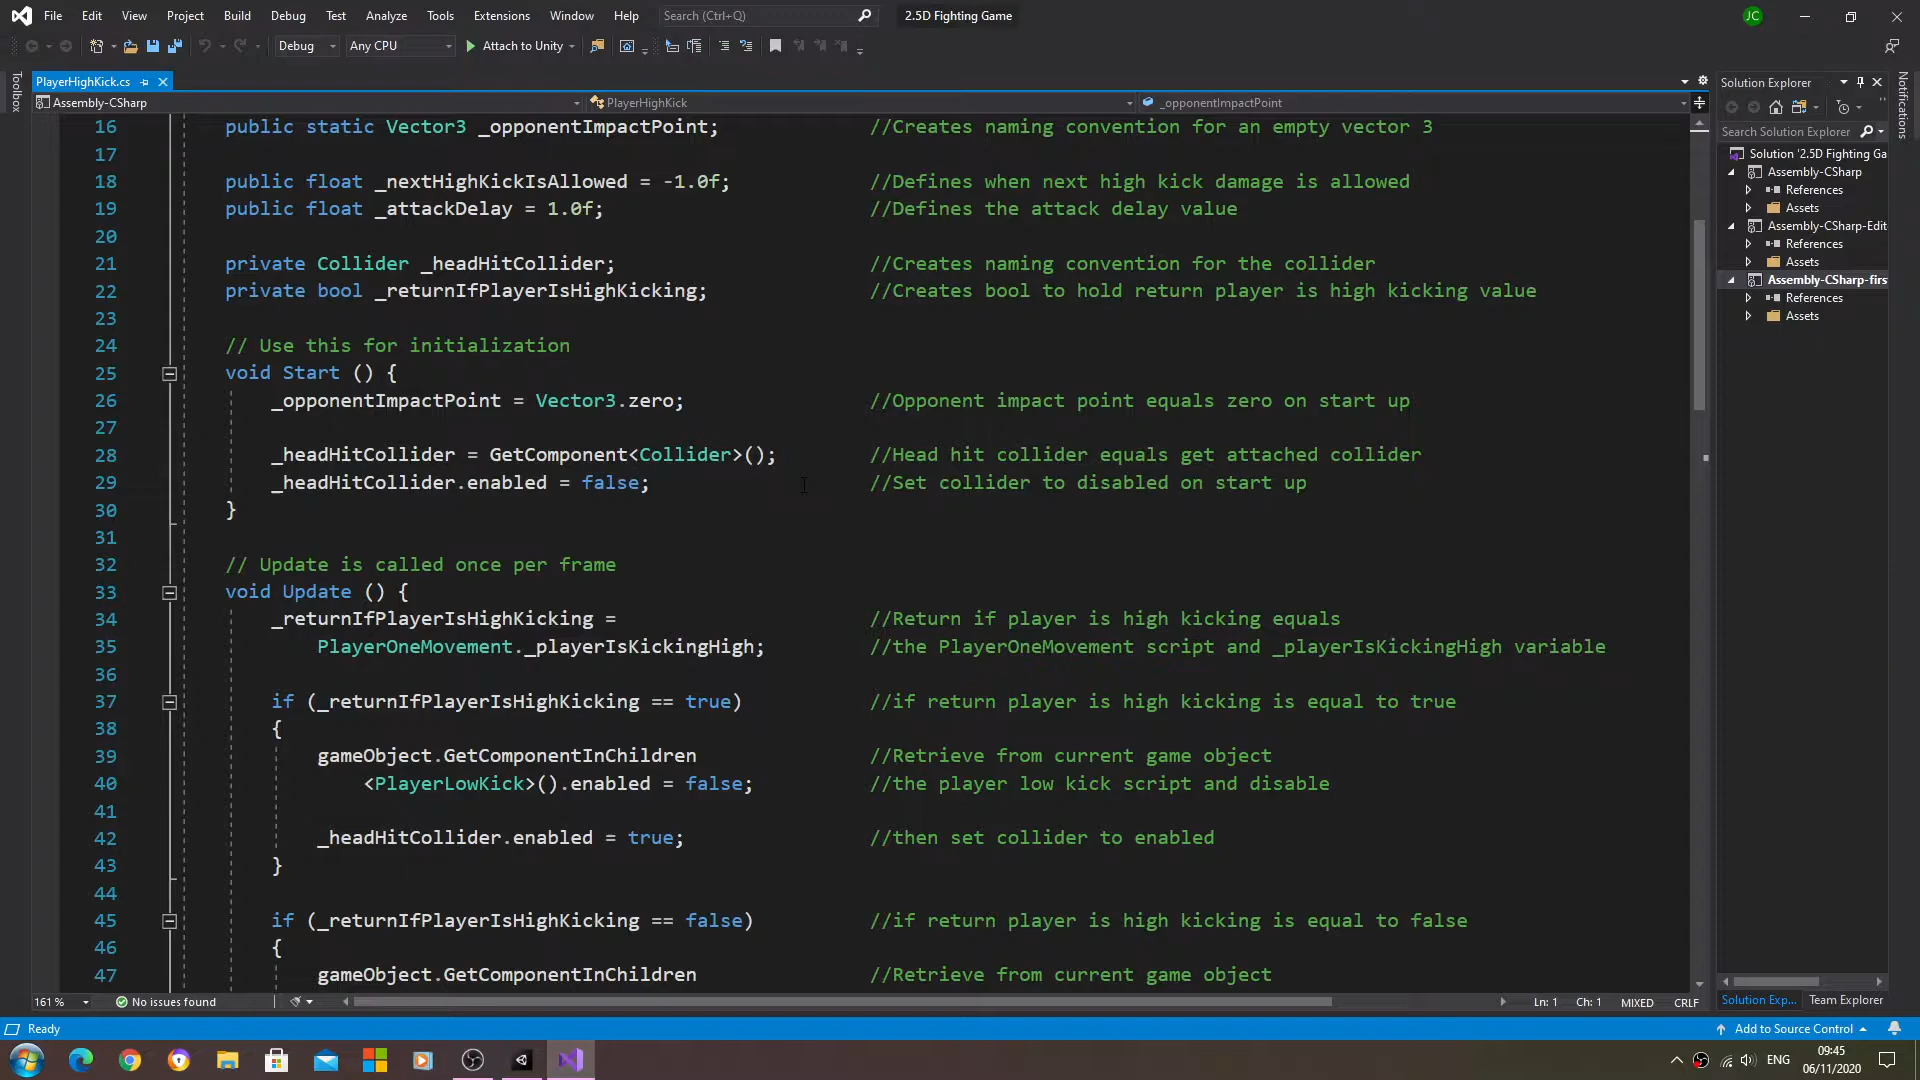 File Edit View Project Build Debug Test Analyze Tools Extensions Window Help Search (Ctrl+Q) 2.5D Fighting Game JC
Debug Any CPU Attach to Unity
Toolbox
PlayerHighKick.cs
Assembly-CSharp PlayerHighKick _opponentImpactPoint
16 public static Vector3 _opponentImpactPoint; //Creates naming convention for an empty vector 3
17
18 public float _nextHighKickIsAllowed = -1.0f; //Defines when next high kick damage is allowed
19 public float _attackDelay = 1.0f; //Defines the attack delay value
20
21 private Collider _headHitCollider; //Creates naming convention for the collider
22 private bool _returnIfPlayerIsHighKicking; //Creates bool to hold return player is high kicking value
23
24 // Use this for initialization
25 void Start () {
26 _opponentImpactPoint = Vector3.zero; //Opponent impact point equals zero on start up
27
28 _headHitCollider = GetComponent<Collider>(); //Head hit collider equals get attached collider
29 _headHitCollider.enabled = false; //Set collider to disabled on start up
30 }
31
32 // Update is called once per frame
33 void Update () {
34 _returnIfPlayerIsHighKicking = //Return if player is high kicking equals
35 PlayerOneMovement._playerIsKickingHigh; //the PlayerOneMovement script and _playerIsKickingHigh variable
36
37 if (_returnIfPlayerIsHighKicking == true) //if return player is high kicking is equal to true
38 {
39 gameObject.GetComponentInChildren //Retrieve from current game object
40 <PlayerLowKick>().enabled = false; //the player low kick script and disable
41
42 _headHitCollider.enabled = true; //then set collider to enabled
43 }
44
45 if (_returnIfPlayerIsHighKicking == false) //if return player is high kicking is equal to false
46 {
47 gameObject.GetComponentInChildren //Retrieve from current game object
161 % No issues found Ln: 1 Ch: 1 MIXED CRLF
Solution Explorer
Search Solution Explorer
Solution '2.5D Fighting Ga
Assembly-CSharp
References
Assets
Assembly-CSharp-Edit
References
Assets
Assembly-CSharp-firs
References
Assets
Solution Exp... Team Explorer
Notifications
Ready Add to Source Control
ENG 09:45
06/11/2020